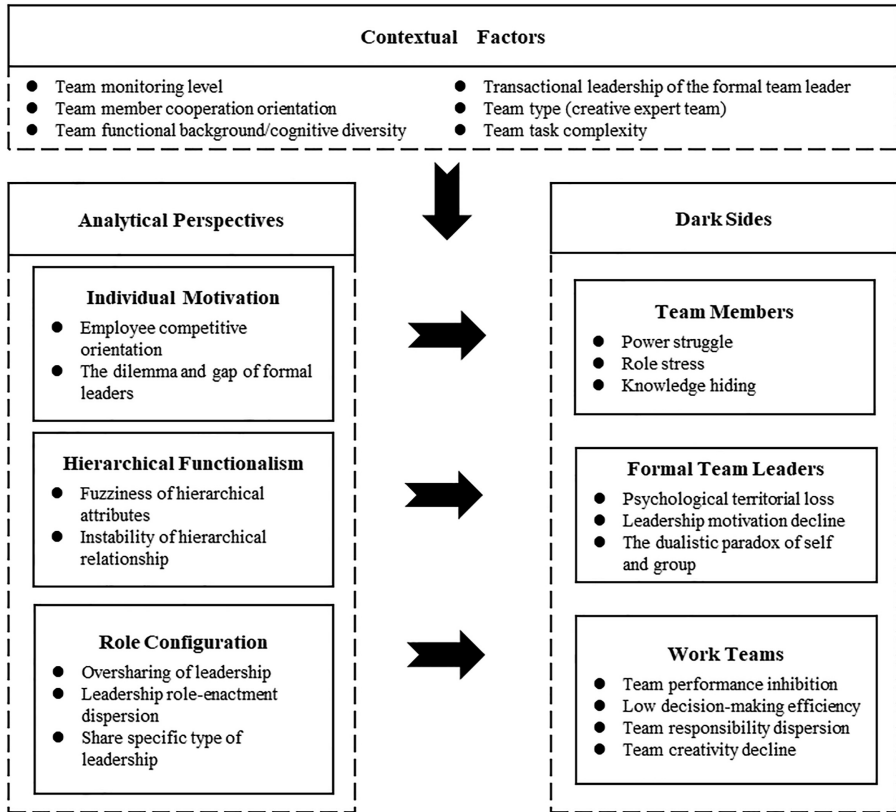 Contextual Factors
Team monitoring level
Team member cooperation orientation
Team functional background/cognitive diversity
Transactional leadership of the formal team leader
Team type (creative expert team)
Team task complexity
Analytical Perspectives
Individual Motivation
Employee competitive
orientation
The dilemma and gap of formal
leaders
Hierarchical Functionalism
Fuzziness of hierarchical
attributes
Instability of hierarchical
relationship
Role Configuration
Oversharing of leadership
Leadership role-enactment
dispersion
Share specific type of
leadership
Dark Sides
Team Members
Power struggle
Role stress
Knowledge hiding
Formal Team Leaders
Psychological territorial loss
Leadership motivation decline
The dualistic paradox of self
and group
Work Teams
Team performance inhibition
Low decision-making efficiency
Team responsibility dispersion
Team creativity decline